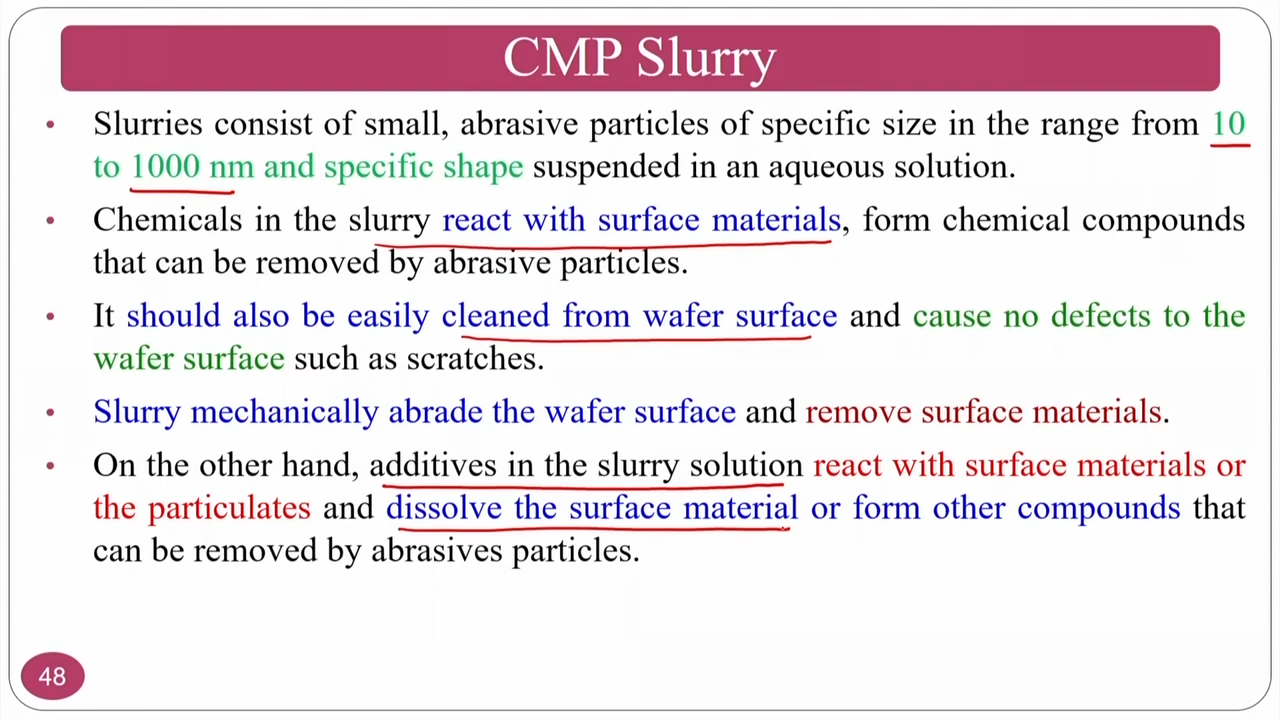 CMP Slurry
• Slurries consist of small, abrasive particles of specific size in the range from 10
to 1000 nm and specific shape suspended in an aqueous solution.
• Chemicals in the slurry react with surface materials, form chemical compounds
that can be removed by abrasive particles.
• It should also be easily cleaned from wafer surface and cause no defects to the
wafer surface such as scratches.
• Slurry mechanically abrade the wafer surface and remove surface materials.
• On the other hand, additives in the slurry solution react with surface materials or
the particulates and dissolve the surface material or form other compounds that
can be removed by abrasives particles.
48